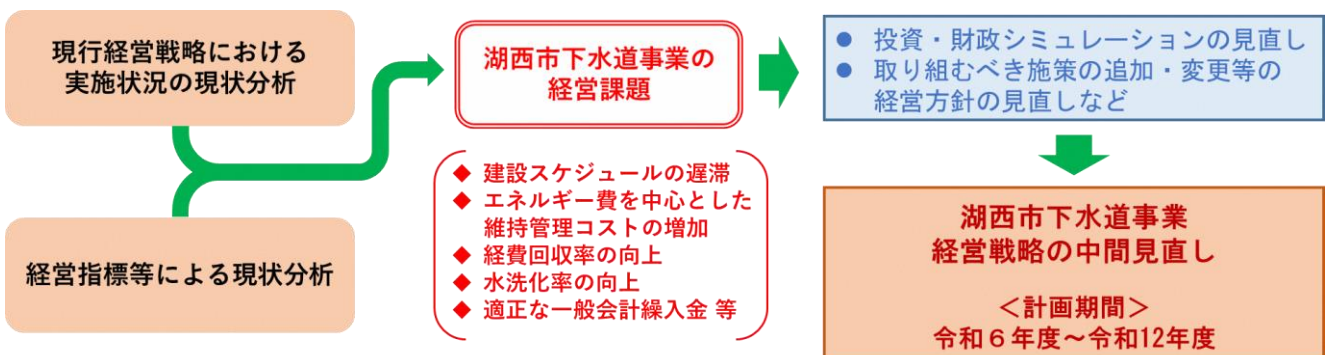 現行経営戦略における
実施状況の現状分析
経営指標等による現状分析
湖西市下水道事業の
経営課題
◆ 建設スケジュールの遅滞
◆ エネルギー費を中心とした
維持管理コストの増加
◆ 経費回収率の向上
◆ 水洗化率の向上
◆ 適正な一般会計繰入金 等
● 投資・財政シミュレーションの見直し
● 取り組むべき施策の追加・変更等の
経営方針の見直しなど
湖西市下水道事業
経営戦略の中間見直し
＜計画期間＞
令和６年度～令和12年度